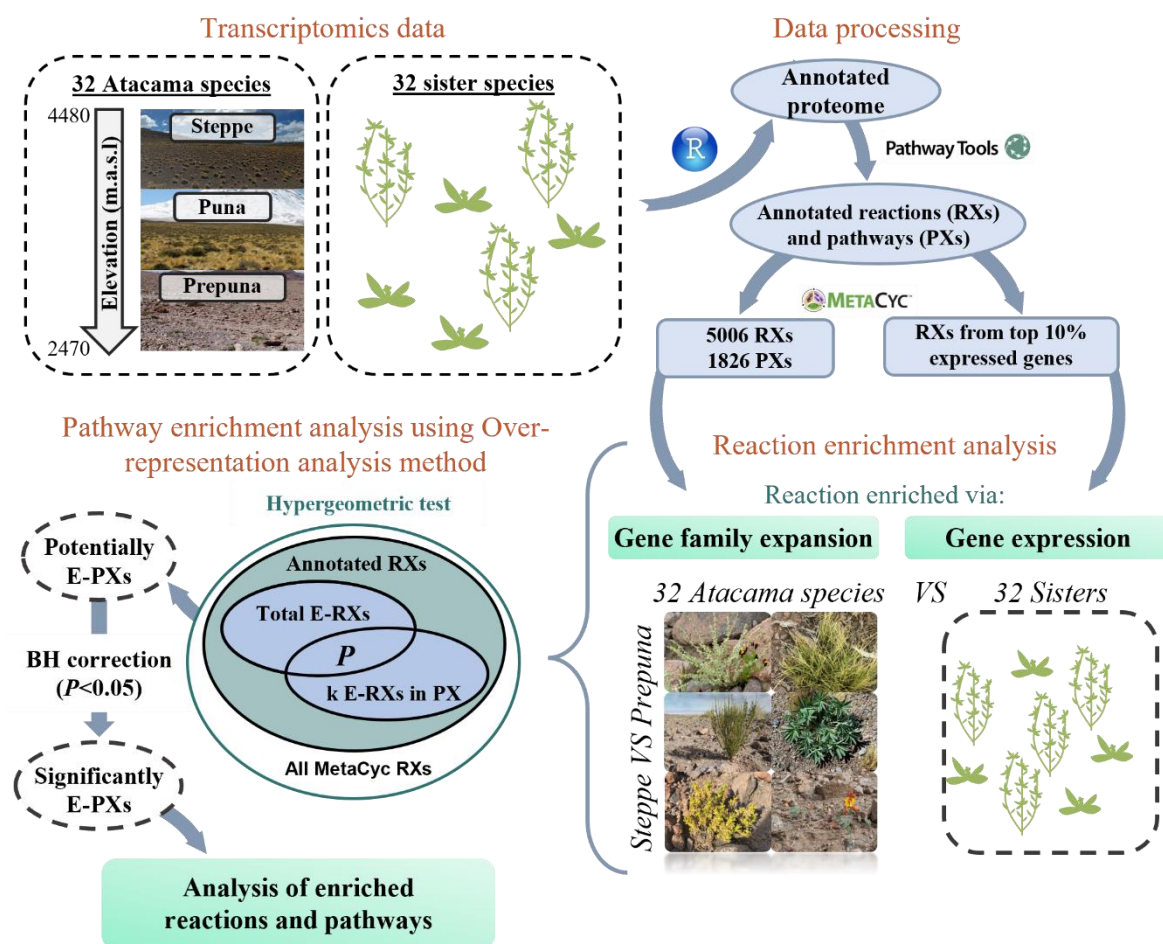 Transcriptomics data
32 Atacama species
4480
Elevation (m.a.s.l)
2470
Steppe
Puna
Prepuna
32 sister species
Data processing
Annotated
proteome
R
Pathway Tools
Annotated reactions (RXs)
and pathways (PXs)
METACYC
5006 RXs
1826 PXs
RXs from top 10%
expressed genes
Reaction enrichment analysis
Reaction enriched via:
Gene family expansion
Gene expression
32 Atacama species
VS
32 Sisters
Steppe VS Prepuna
Pathway enrichment analysis using Over-
representation analysis method
Hypergeometric test
Annotated RXs
Total E-RXs
P
k E-RXs in PX
All MetaCyc RXs
Potentially
E-PXs
BH correction
(P<0.05)
Significantly
E-PXs
Analysis of enriched
reactions and pathways